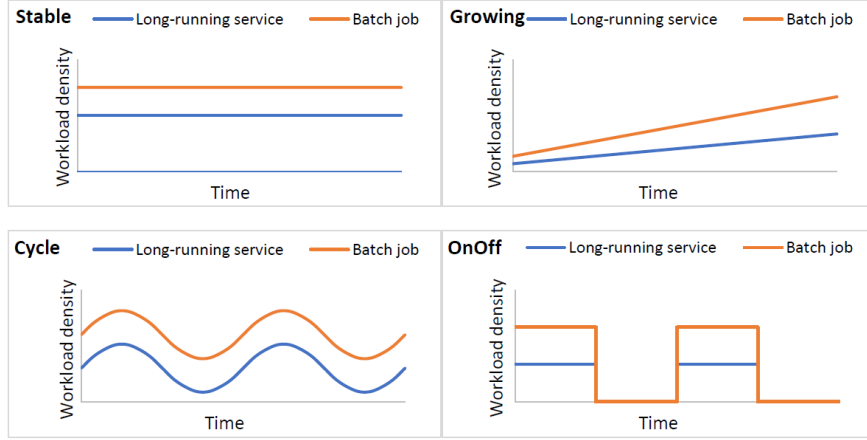 Stable
Long-running service
Batch job
Workload density
Time
Growing
Long-running service
Batch job
Workload density
Time
Cycle
Long-running service
Batch job
Workload density
Time
OnOff
Long-running service
Batch job
Workload density
Time